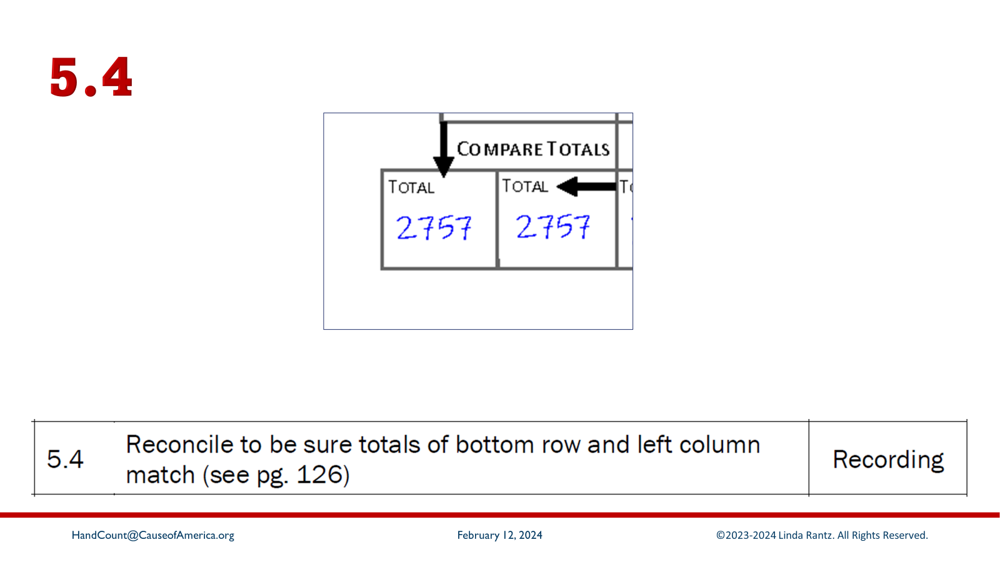 5.4
COMPARE TOTALS
TOTAL
TOTAL
2757
2757
5.4
Reconcile to be sure totals of bottom row and left column
match (see pg. 126)
Recording
HandCount@CauseofAmerica.org
February 12, 2024
©2023-2024 Linda Rantz. All Rights Reserved.